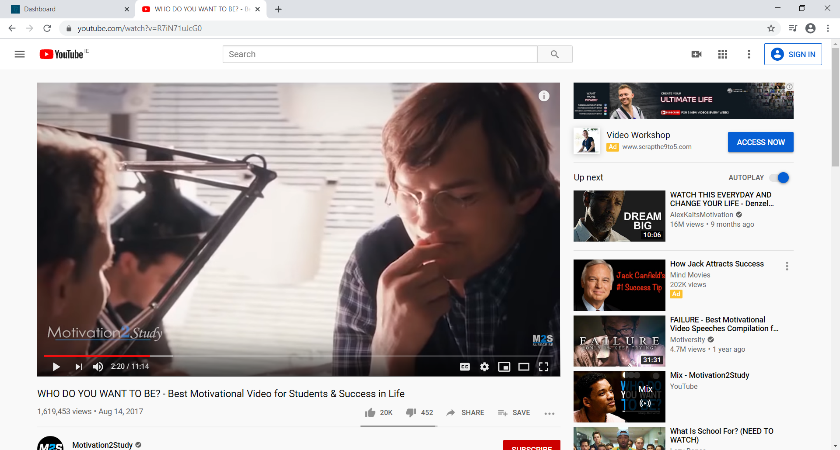 Dashboard
WHO DO YOU WANT TO BE? - B
youtube.com/watch?v=R7iN71uJcG0
YouTube IE
Search
SIGN IN
ULTIMATE LIFE
Video Workshop
Ad www.scrapthe9to5.com
ACCESS NOW
Up next
AUTOPLAY
DREAM
BIG
10:06
WATCH THIS EVERYDAY AND
CHANGE YOUR LIFE - Denzel...
AlexKaltsMotivation
16M views • 9 months ago
Jack Canfield's
#1 Success Tip
How Jack Attracts Success
Mind Movies
202K views
Ad
FAILURE
31:31
FAILURE - Best Motivational
Video Speeches Compilation f...
Motiversity
4.7M views • 1 year ago
Mix
Mix - Motivation2Study
YouTube
What Is School For? (NEED TO
WATCH)
Motivation2Study
M2S
2:20 / 11:14
WHO DO YOU WANT TO BE? - Best Motivational Video for Students & Success in Life
1,619,453 views • Aug 14, 2017
20K
452
SHARE
SAVE
M2S
Motivation2Study
SUBSCRIBE